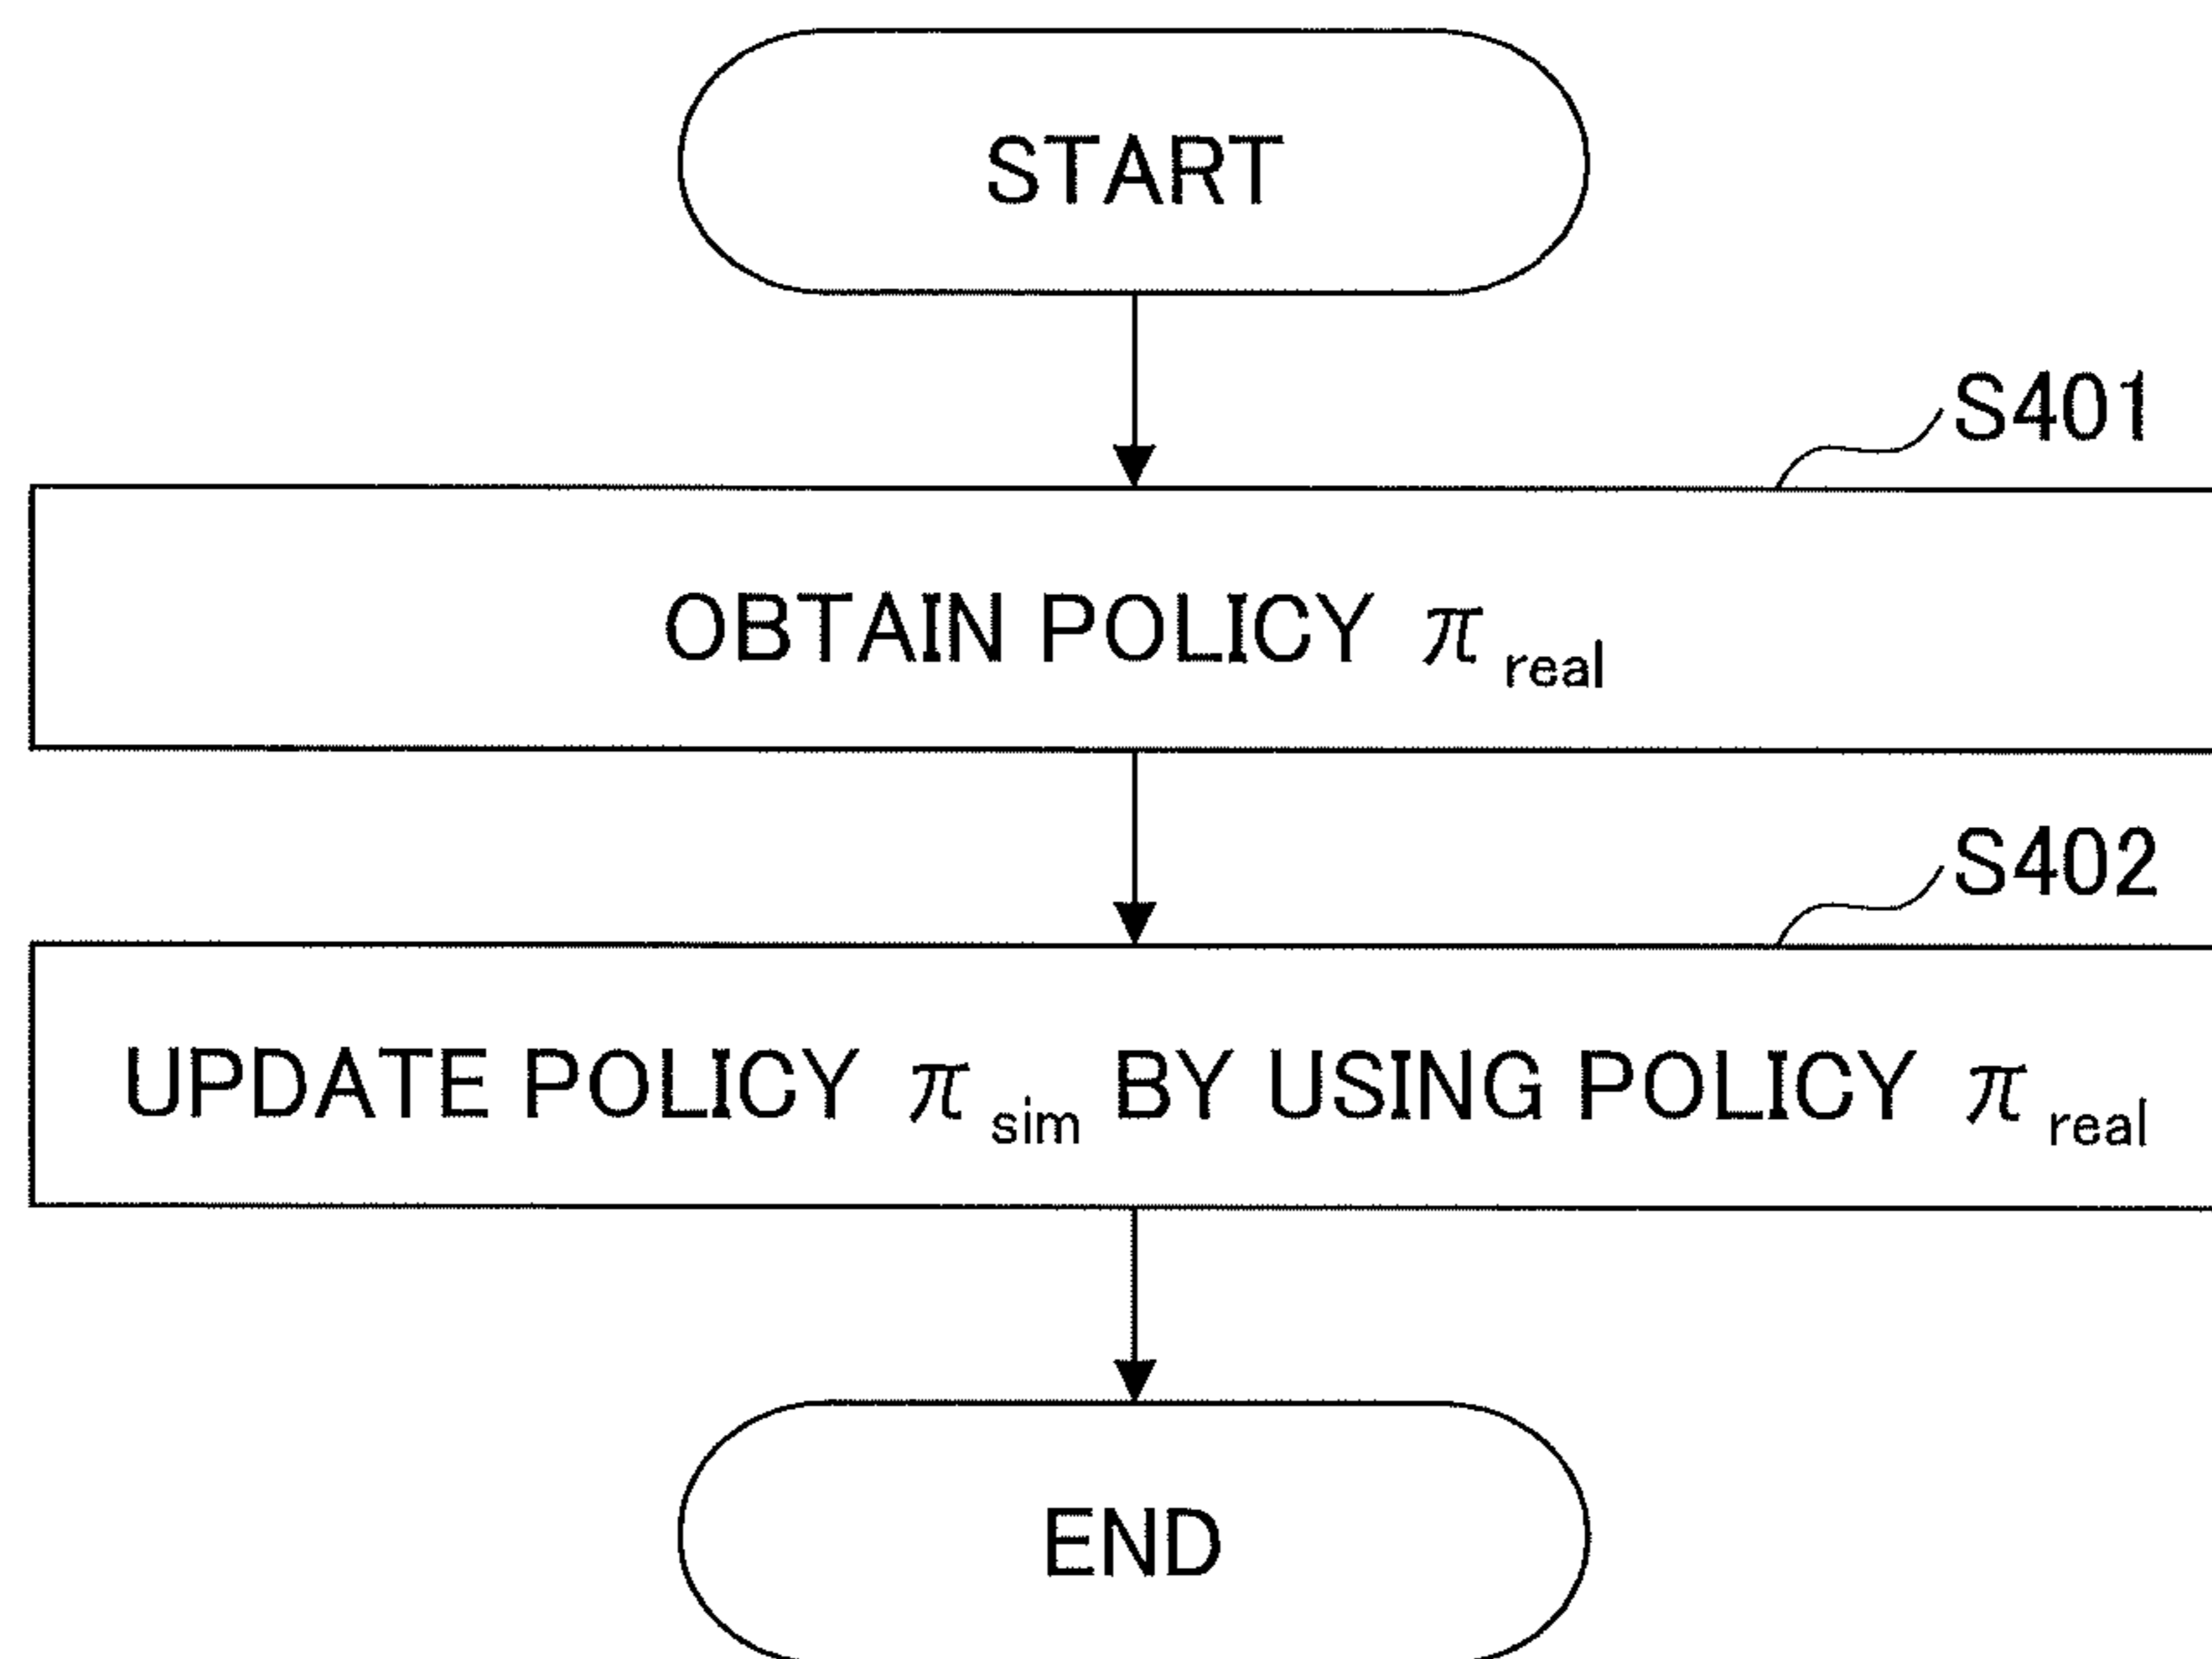 START
S401
OBTAIN POLICY π real
S402
UPDATE POLICY π sim BY USING POLICY π real
END